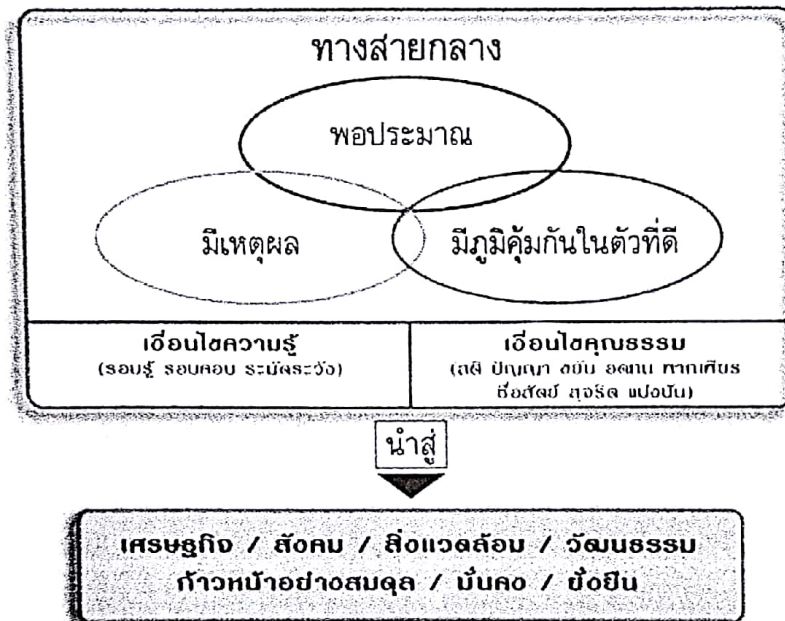 ทางสายกลาง
พอประมาณ
มีเหตุผล
มีภูมิคุ้มกันในตัวที่ดี
เงื่อนไขความรู้
(รอบรู้ รอบคอบ ระมัดระวัง)
เงื่อนไขคุณธรรม
(สติ ปัญญา ขยัน อดทน พากเพียร
ซื่อสัตย์ สุจริต แบ่งปัน)
นำสู่
เศรษฐกิจ / สังคม / สิ่งแวดล้อม / วัฒนธรรม
ก้าวหน้าอย่างสมดุล / มั่นคง / ยั่งยืน